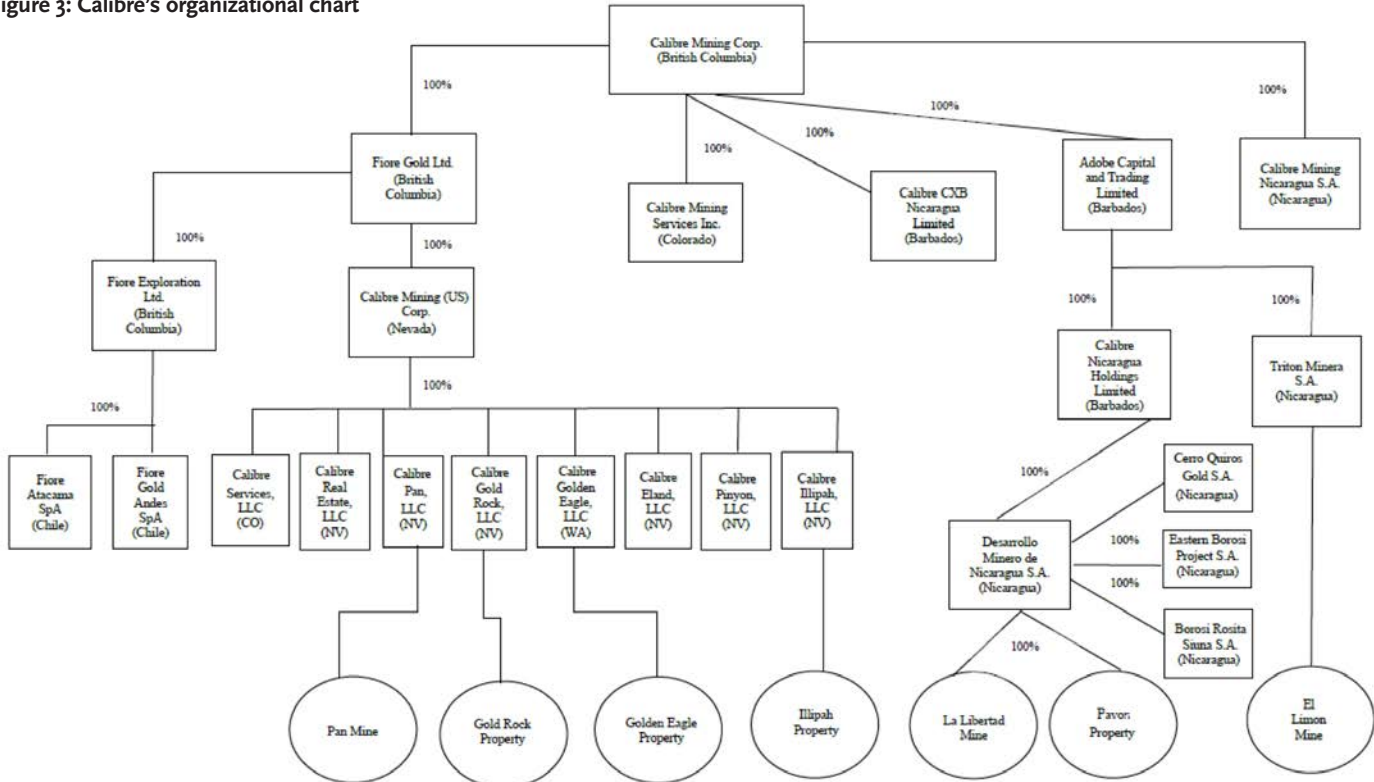 igure 3: Calibre's organizational chart
Calibre Mining Corp.
(British Columbia)
100%
100%
100%
100%
100%
Fiore Gold Ltd.
(British
Columbia)
Calibre Mining
Services Inc.
(Colorado)
Calibre CXB
Nicaragua
Limited
(Barbados)
Adobe Capital
and Trading
Limited
(Barbados)
Calibre Mining
Nicaragua S.A.
(Nicaragua)
100%
100%
100%
100%
Fiore Exploration
Ltd.
(British
Columbia)
Calibre Mining (US)
Corp.
(Nevada)
Calibre
Nicaragua
Holdings
Limited
(Barbados)
Triton Minera
S.A.
(Nicaragua)
100%
100%
100%
Fiore
Atacama
SpA
(Chile)
Fiore
Gold
Andes
SpA
(Chile)
Calibre
Services,
LLC
(CO)
Calibre
Real
Estate,
LLC
(NV)
Calibre
Pan,
LLC
(NV)
Calibre
Gold
Rock,
LLC
(NV)
Calibre
Golden
Eagle,
LLC
(WA)
Calibre
Eland,
LLC
(NV)
Calibre
Pinyon,
LLC
(NV)
Calibre
Illipah,
LLC
(NV)
Desarrollo
Minero de
Nicaragua S.A.
(Nicaragua)
Cerro Quiros
Gold S.A.
(Nicaragua)
100%
Eastern Borosi
Project S.A.
(Nicaragua)
100%
Borosi Rosita
Siuna S.A.
(Nicaragua)
100%
Pan Mine
Gold Rock
Property
Golden Eagle
Property
Illipah
Property
La Libertad
Mine
Pavon
Property
El
Limon
Mine